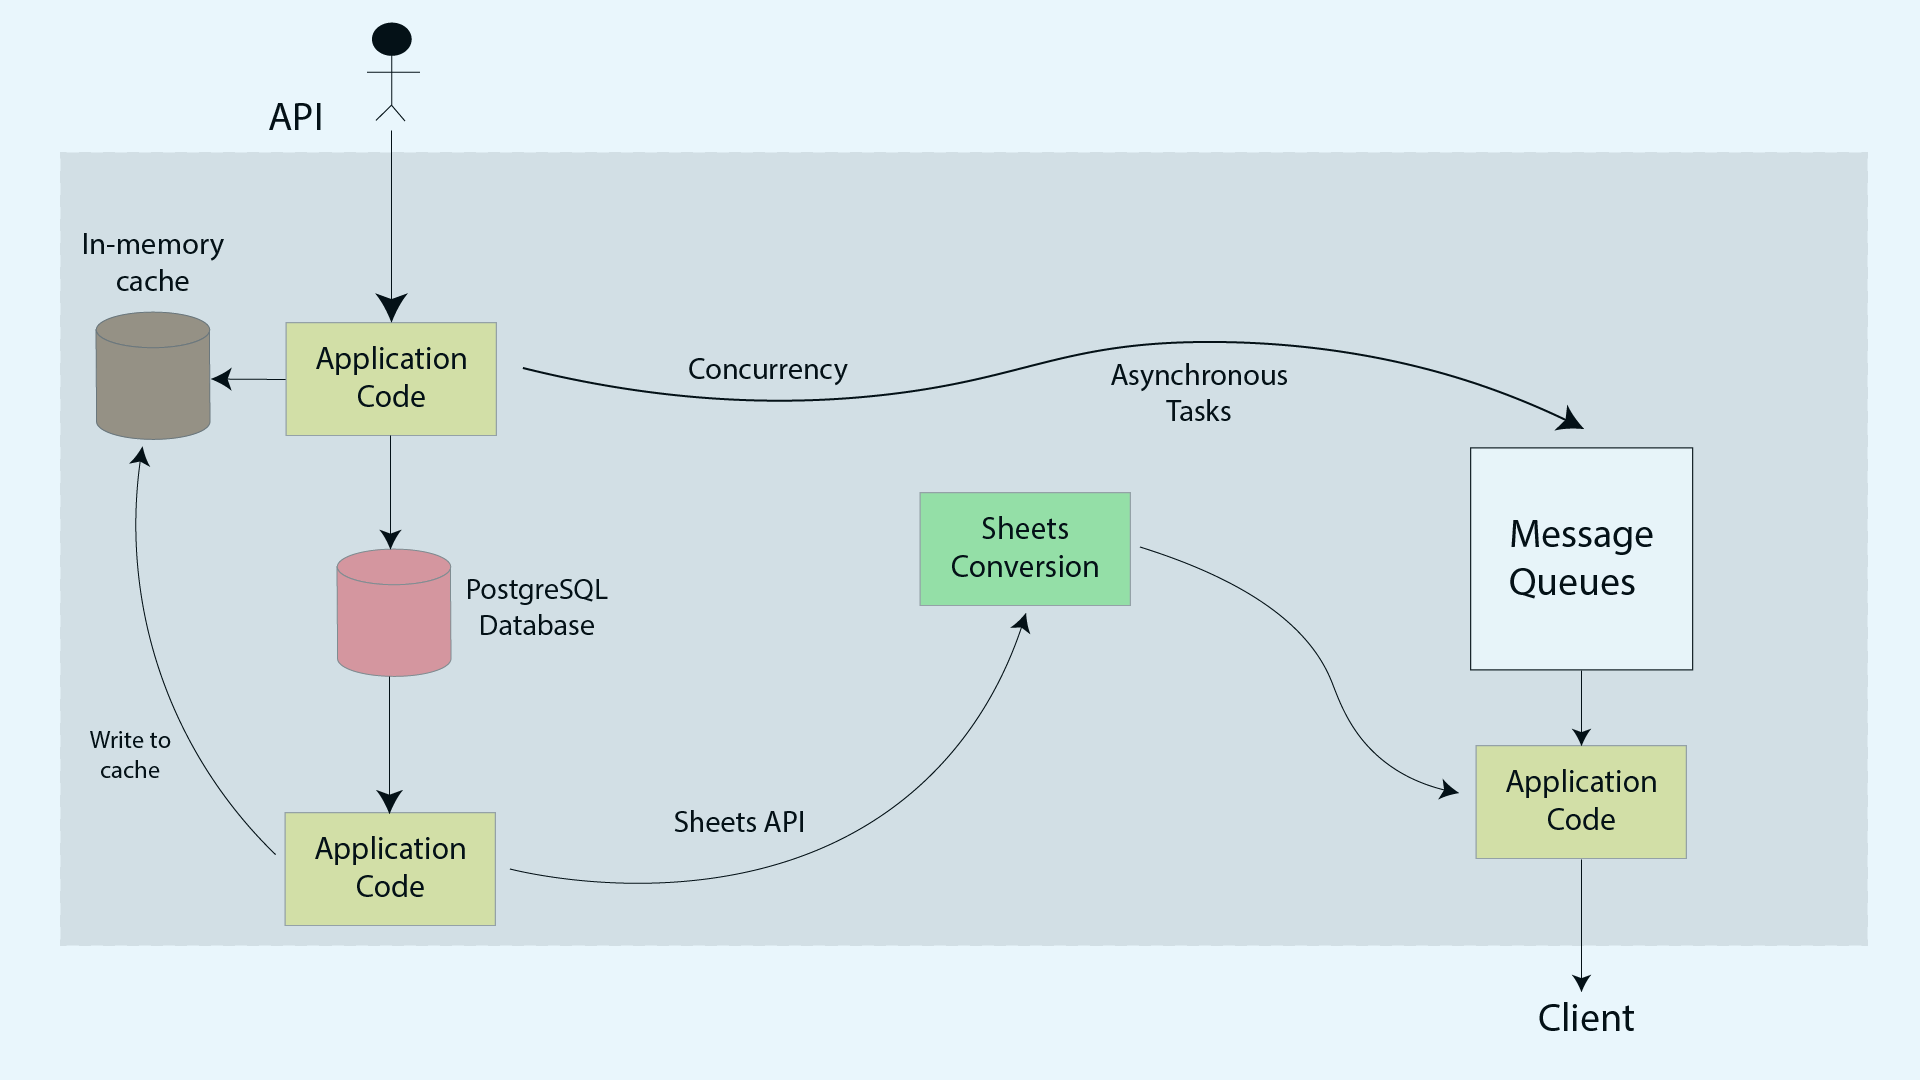 API
In-memory
cache
Application
Code
Concurrency
Asynchronous
Tasks
Message
Queues
Sheets
Conversion
PostgreSQL
Database
Write to
cache
Application
Code
Sheets API
Application
Code
Client